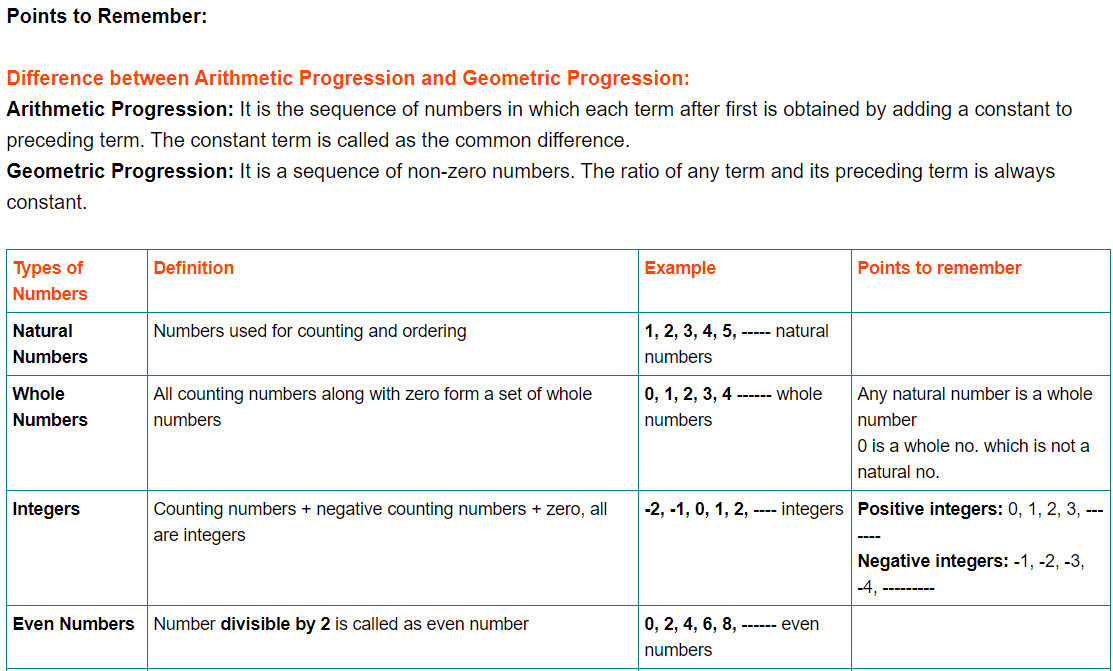 Points to Remember:
Difference between Arithmetic Progression and Geometric Progression:
Arithmetic Progression: It is the sequence of numbers in which each term after first is obtained by adding a constant to
preceding term. The constant term is called as the common difference.
Geometric Progression: It is a sequence of non-zero numbers. The ratio of any term and its preceding term is always
constant.
Types of
Numbers
Definition
Example
Points to remember
Natural
Numbers
Numbers used for counting and ordering
1, 2, 3, 4, 5, ----- natural
numbers
Whole
Numbers
All counting numbers along with zero form a set of whole
numbers
0, 1, 2, 3, 4 ------ whole
numbers
Any natural number is a whole
number
0 is a whole no. which is not a
natural no.
Integers
Counting numbers + negative counting numbers + zero, all
are integers
-2, -1, 0, 1, 2, ---- integers
Positive integers: 0, 1, 2, 3, ---
----
Negative integers: -1, -2, -3,
-4, ---------
Even Numbers
Number divisible by 2 is called as even number
0, 2, 4, 6, 8, ------ even
numbers